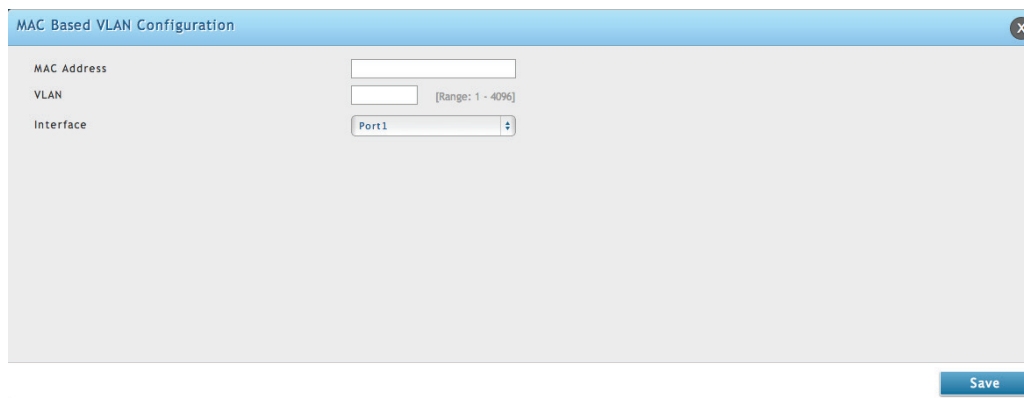 MAC Based VLAN Configuration
X
MAC Address
VLAN [Range: 1 - 4096]
Interface Port1
Save